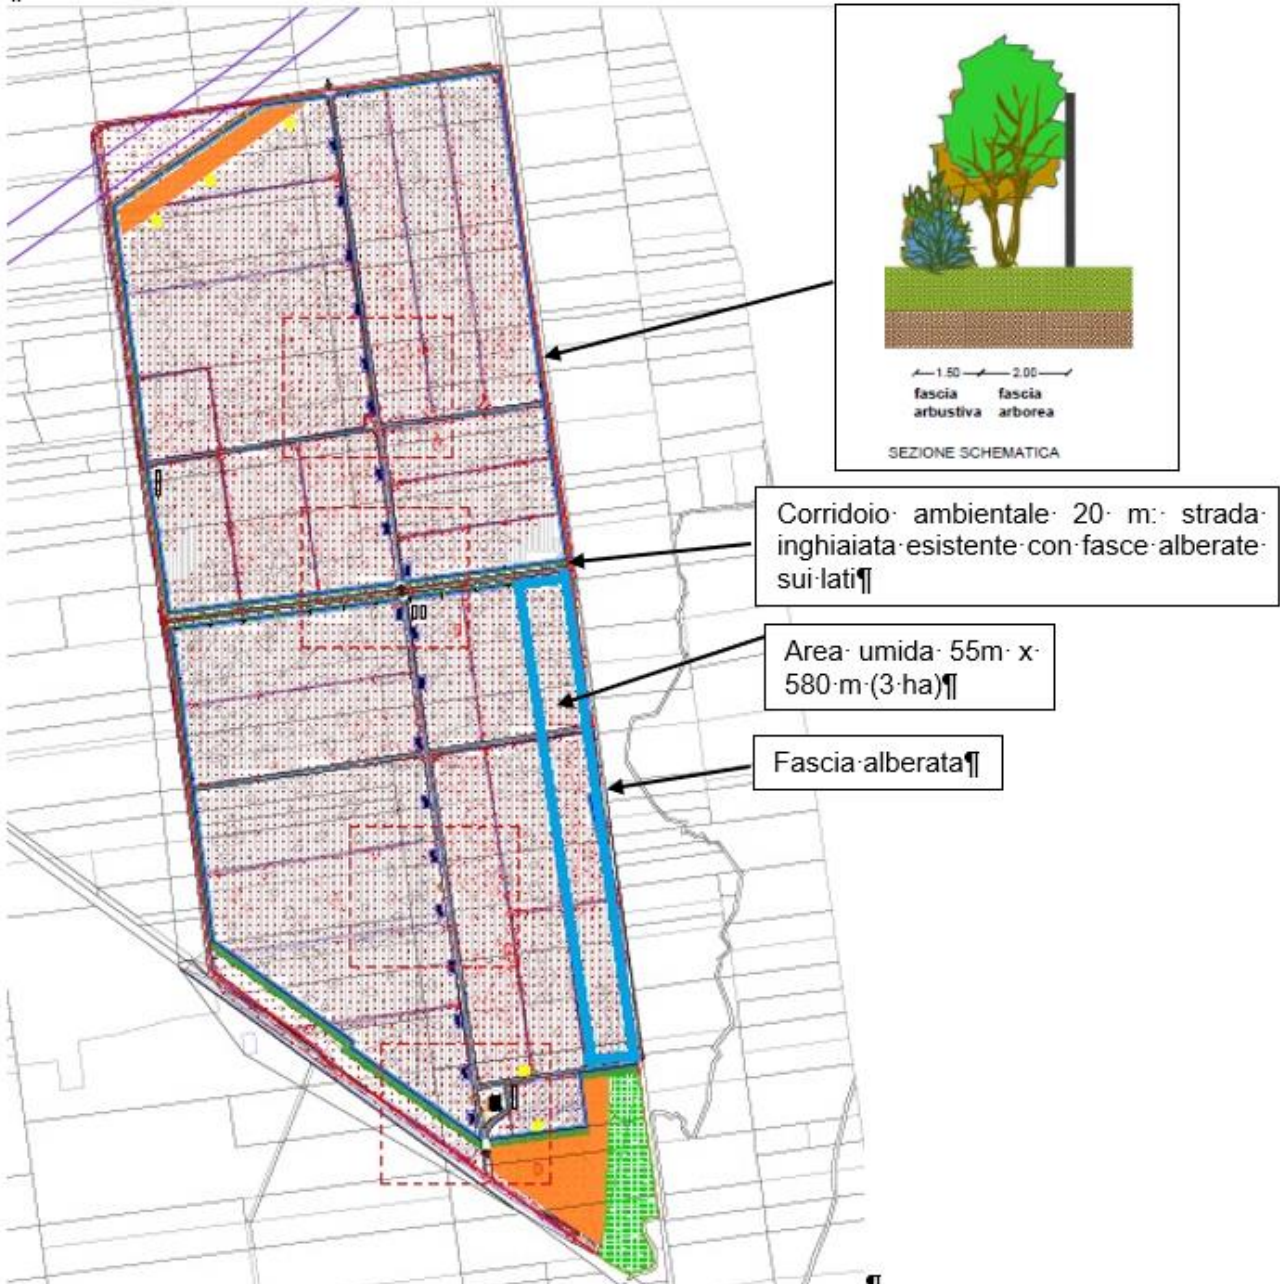 1.50 2.00
fascia fascia
arbustiva arborea
SEZIONE SCHEMATICA
Corridoio· ambientale· 20· m:· strada·
inghiaiata·esistente·con·fasce·alberate·
sui·lati¶
Area· umida· 55m· x·
580·m·(3·ha)¶
Fascia·alberata¶
¶